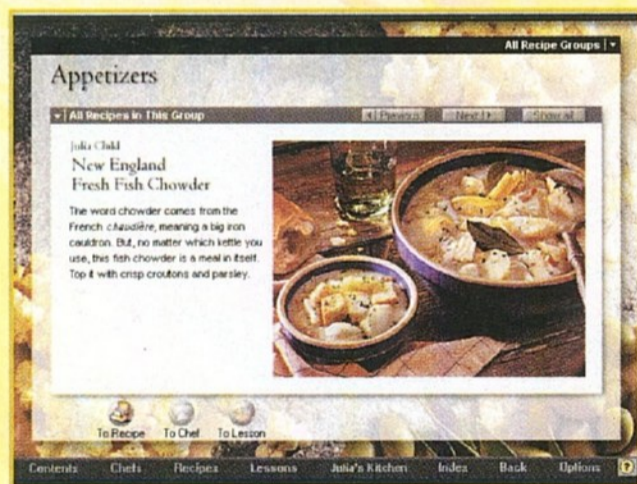 All Recipe Groups
Appetizers
All Recipes in This Group
Previous
Next
Show all
Julia Child
New England
Fresh Fish Chowder
The word chowder comes from the
French chaudière, meaning a big iron
cauldron. But, no matter which kettle you
use, this fish chowder is a meal in itself.
Top it with crisp croutons and parsley.
To Recipe
To Chef
To Lesson
Contents
Chefs
Recipes
Lessons
Julia's Kitchen
Index
Back
Options
?